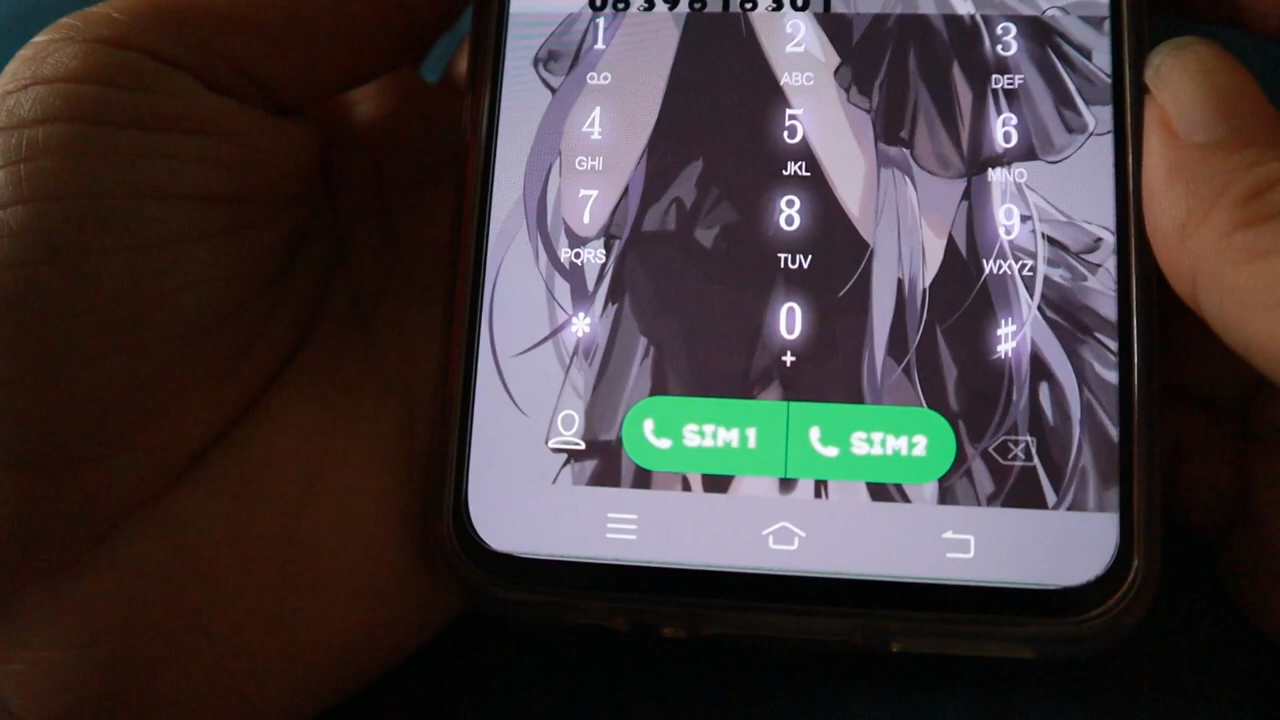 1 2 3
ABC DEF
4 5 6
GHI JKL MNO
7 8 9
PQRS TUV WXYZ
* 0 #
+
SIM 1 SIM 2